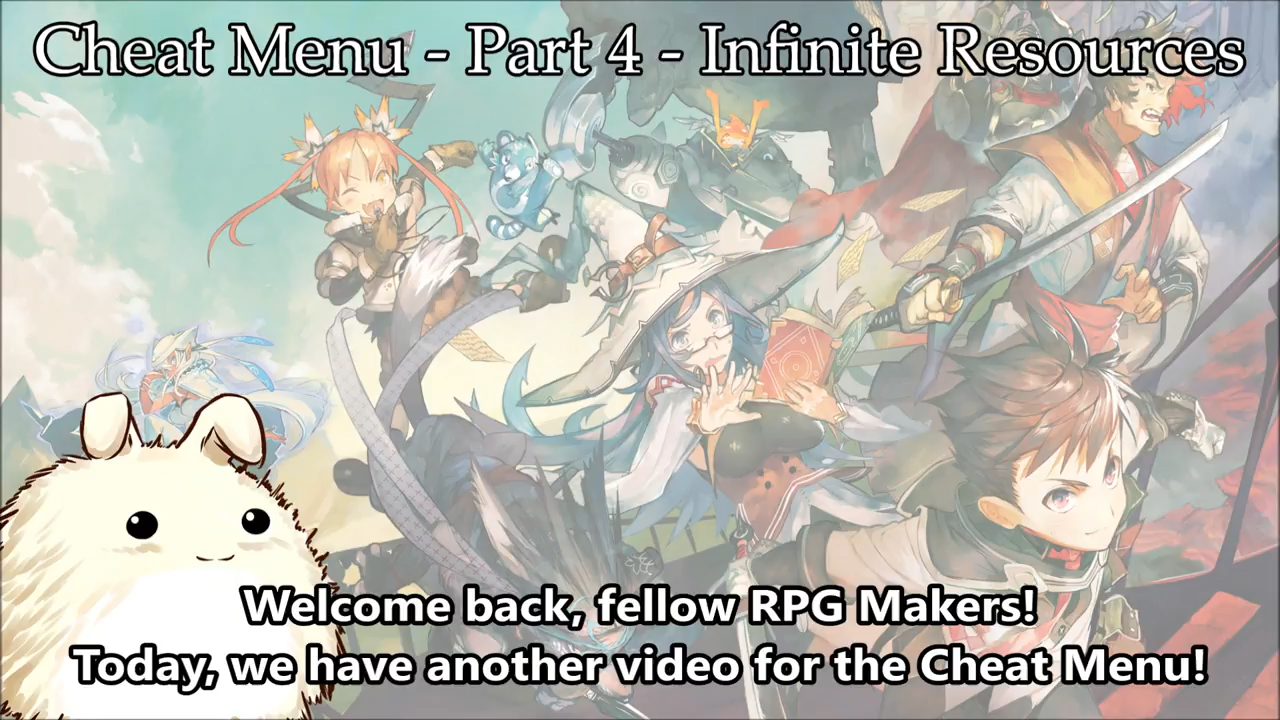 Cheat Menu - Part 4 - Infinite Resources
Welcome back, fellow RPG Makers!
Today, we have another video for the Cheat Menu!